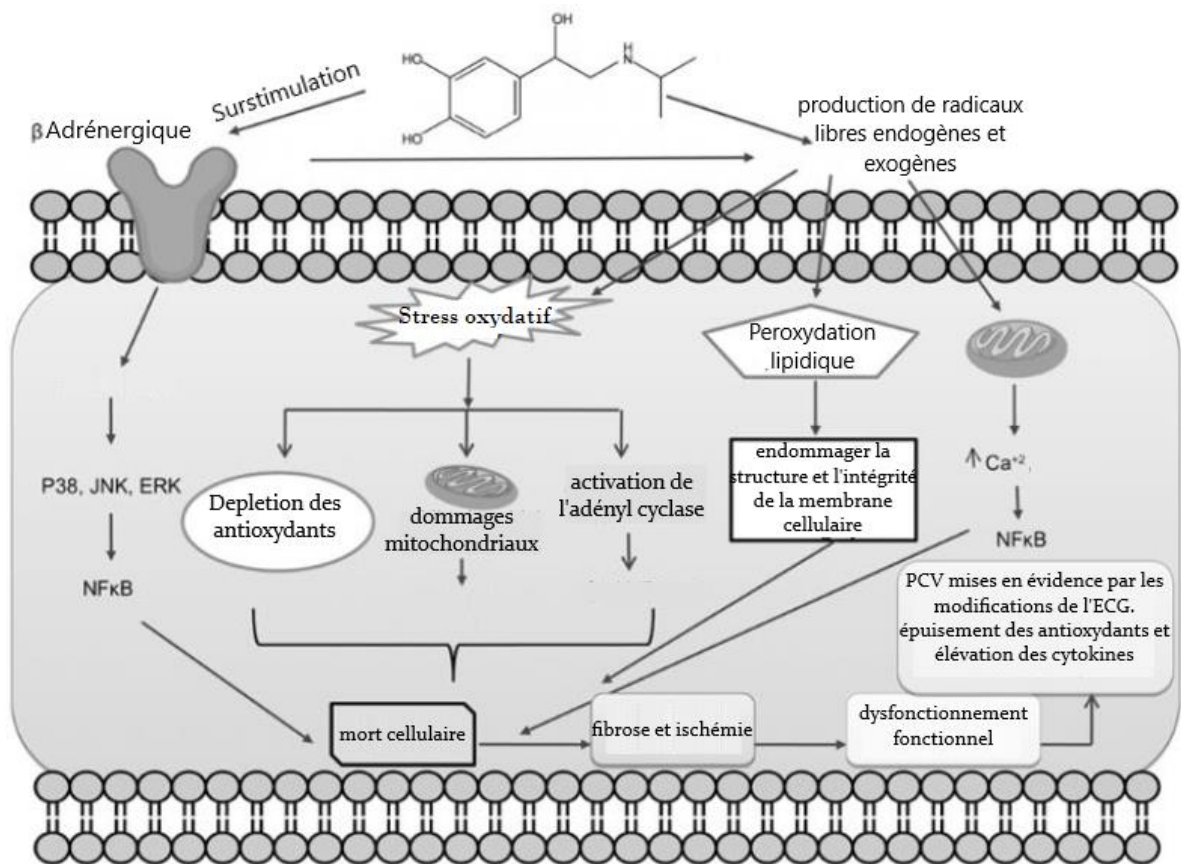 OH
H
N
HO
HO
Surstimulation
βAdrénergique
production de radicaux
libres endogènes et
exogènes
Stress oxydatif
Peroxydation
lipidique
P38, JNK, ERK
NFκB
Depletion des
antioxydants
dommages
mitochondriaux
activation de
l'adényl cyclase
endommager la
structure et l'intégrité
de la membrane
cellulaire
Ca+2
NFκB
PCV mises en évidence par les
modifications de l'ECG.
épuisement des antioxydants et
élévation des cytokines
mort cellulaire
fibrose et ischémie
dysfonctionnement
fonctionnel